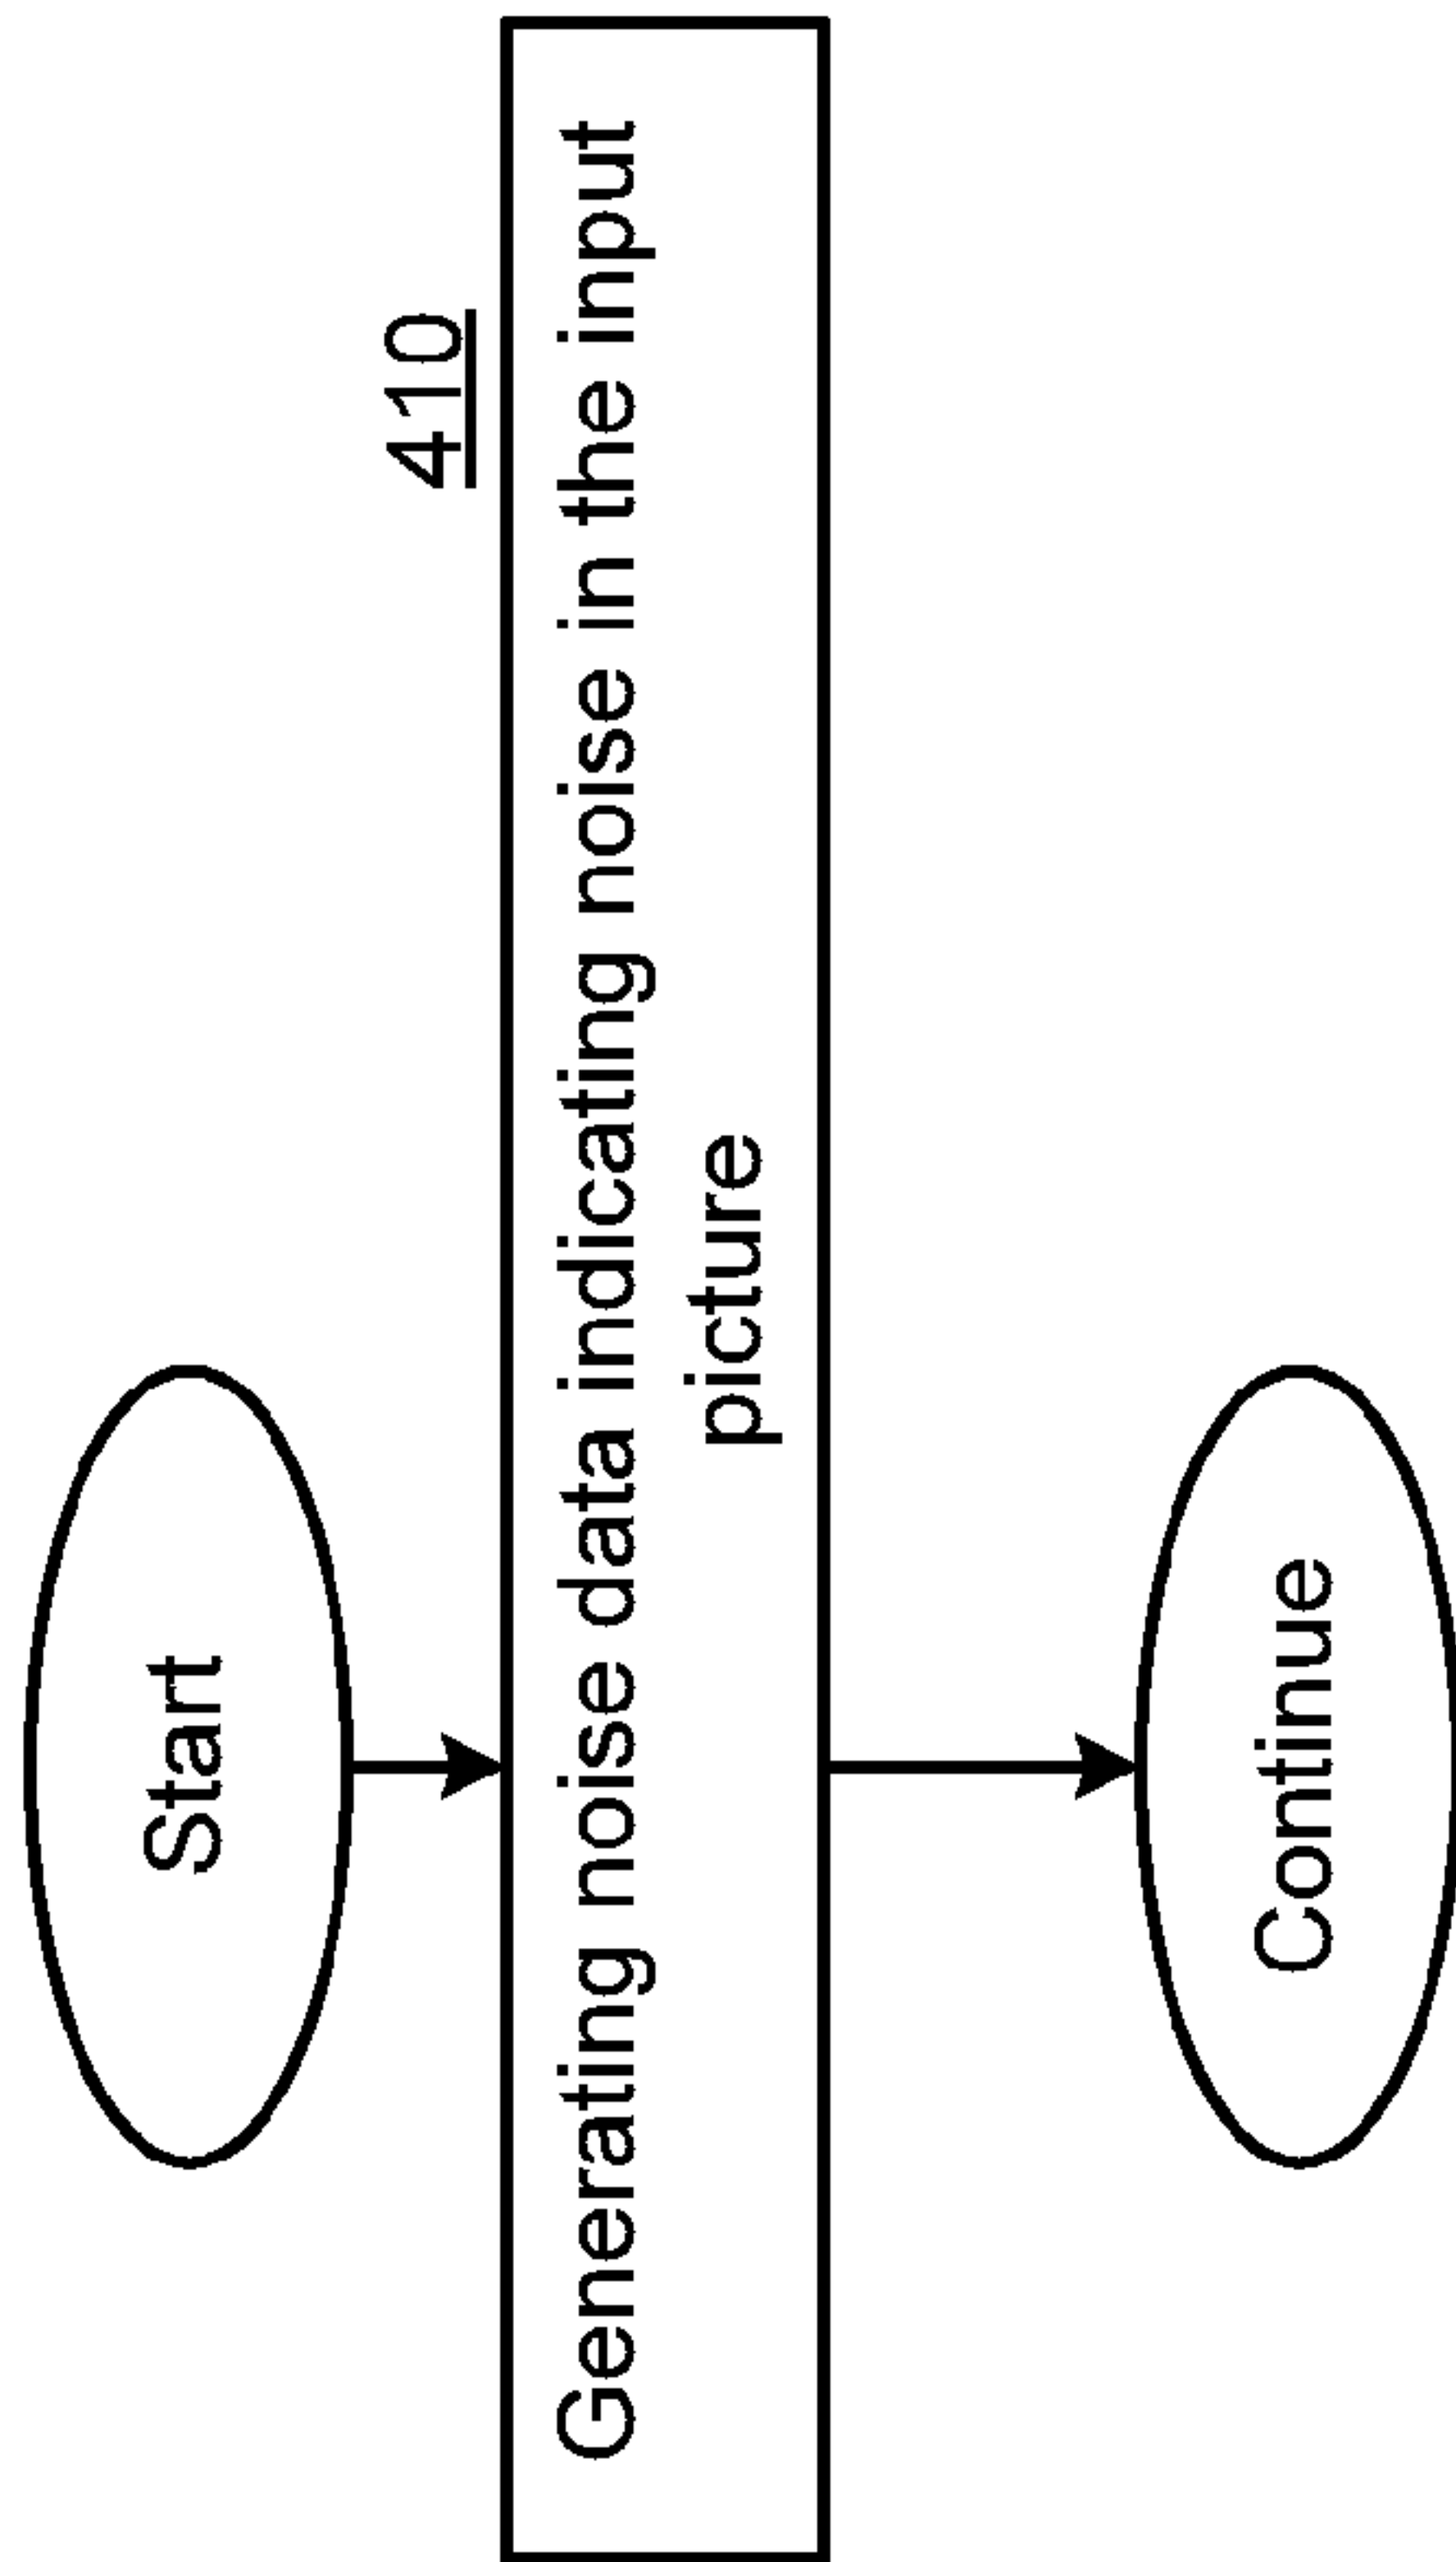 Start
410
Generating noise data indicating noise in the input
picture
Continue